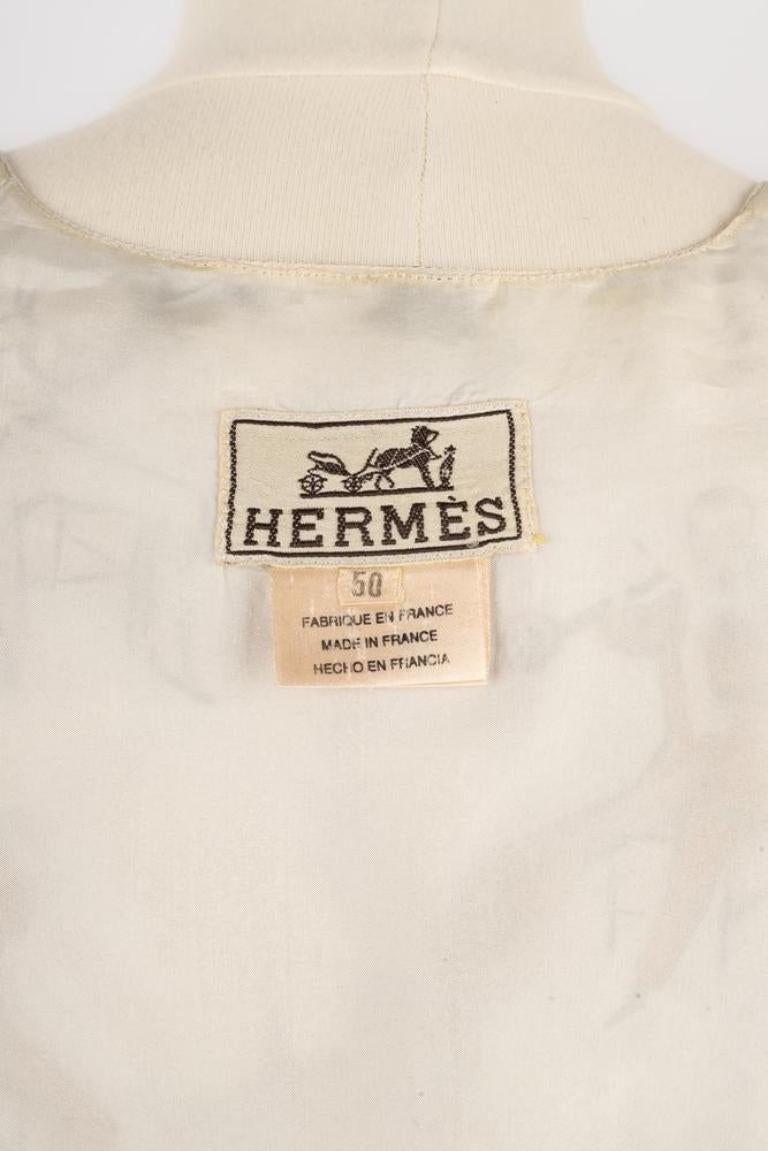 HERMÈS
50
FABRIQUE EN FRANCE
MADE IN FRANCE
HECHO EN FRANCIA